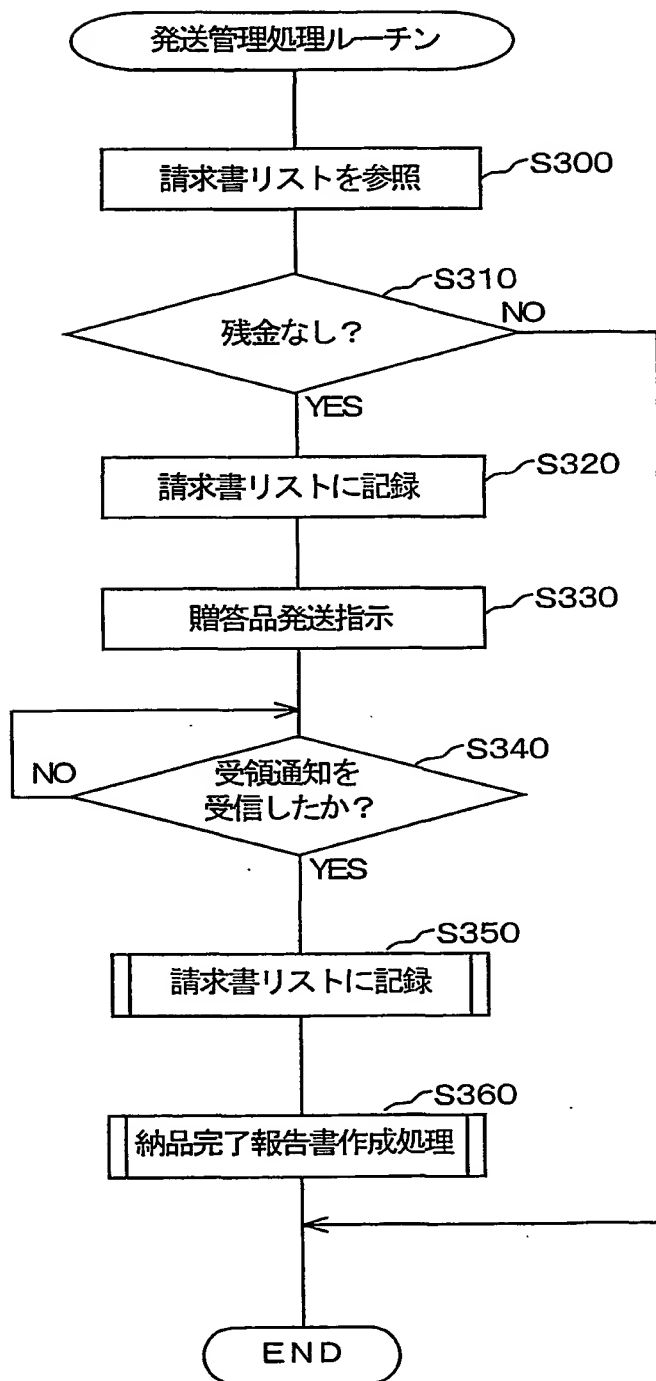 発送管理処理ルーチン
請求書リストを参照
S300
S310
残金なし？
NO
YES
請求書リストに記録
S320
贈答品発送指示
S330
S340
NO
受領通知を
受信したか？
YES
S350
請求書リストに記録
S360
納品完了報告書作成処理
END